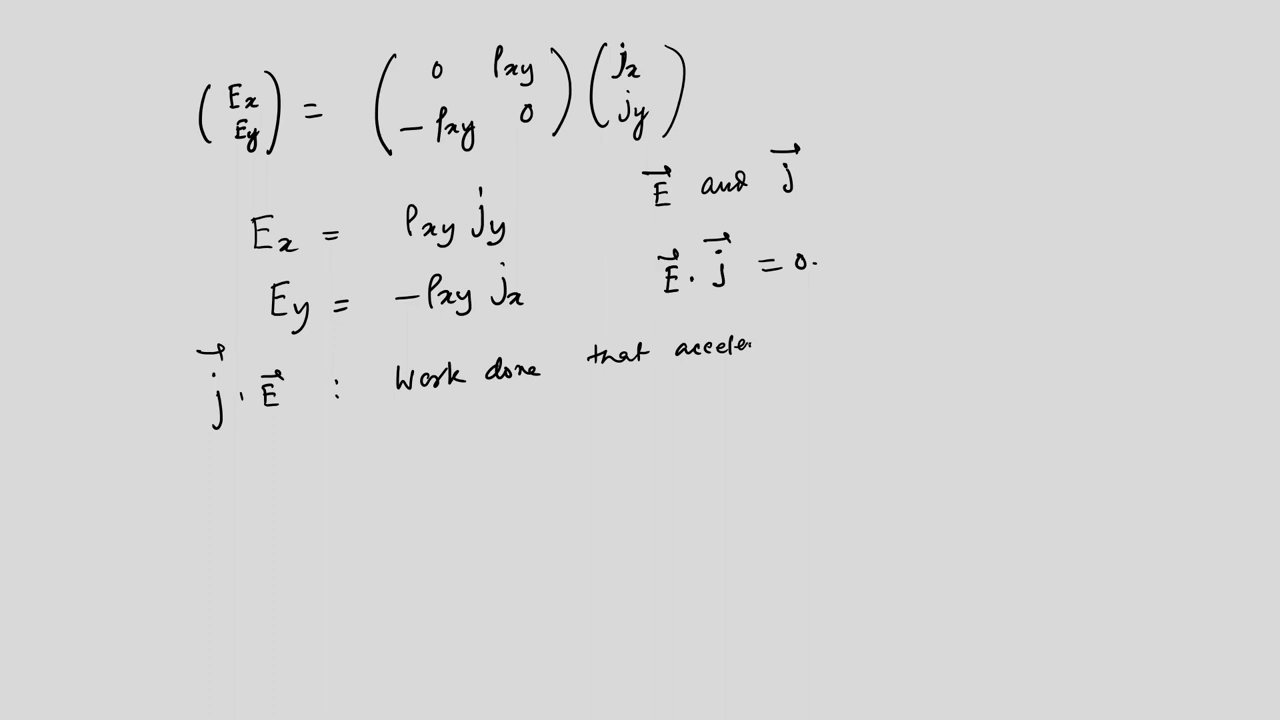 (Ex Ey) = (0 ρxy −ρxy 0) (jx jy)
E⃗ and j⃗
Ex = ρxy jy
E⃗ · j⃗ = 0.
Ey = −ρxy jx
j⃗ · E⃗ : Work done that accele